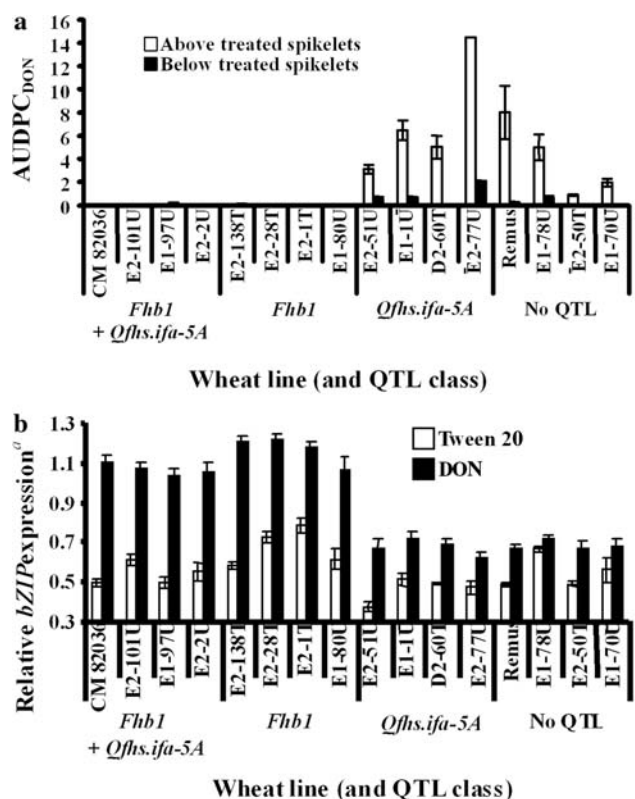 a
AUDPC_DON
16
14
12
10
8
6
4
2
0
Above treated spikelets
Below treated spikelets
CM 82036
E2-101U
E1-97U
E2-2U
E2-138T
E2-28T
E2-1T
E1-80U
E2-51U
E1-1U
D2-60T
E2-77U
Remus
E1-78U
E2-50T
E1-70U
Fhb1
+ Qfhs.ifa-5A
Fhb1
Qfhs.ifa-5A
No QTL
Wheat line (and QTL class)
b
Relative bZIPexpression^a
1.3
1.1
0.9
0.7
0.5
0.3
Tween 20
DON
CM 82036
E2-101U
E1-97U
E2-2U
E2-138T
E2-28T
E2-1T
E1-80U
E2-51U
E1-1U
D2-60T
E2-77U
Remus
E1-78U
E2-50T
E1-70U
Fhb1
+ Qfhs.ifa-5A
Fhb1
Qfhs.ifa-5A
No QTL
Wheat line (and QTL class)